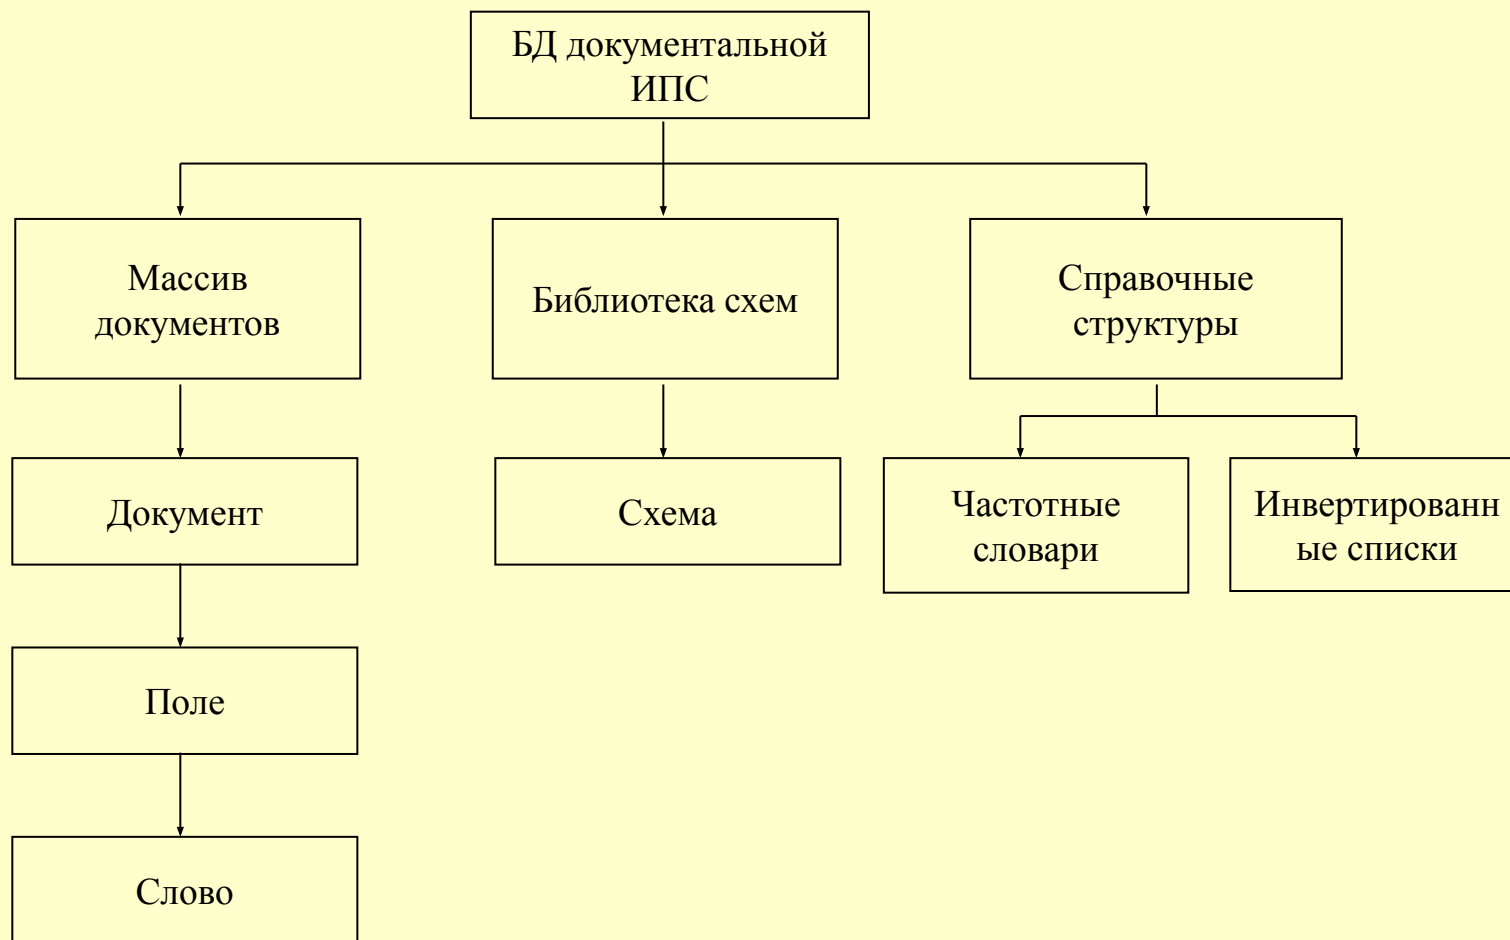 БД документальной
ИПС
Массив
документов
Библиотека схем
Справочные
структуры
Документ
Схема
Частотные
словари
Инвертированн
ые списки
Поле
Слово